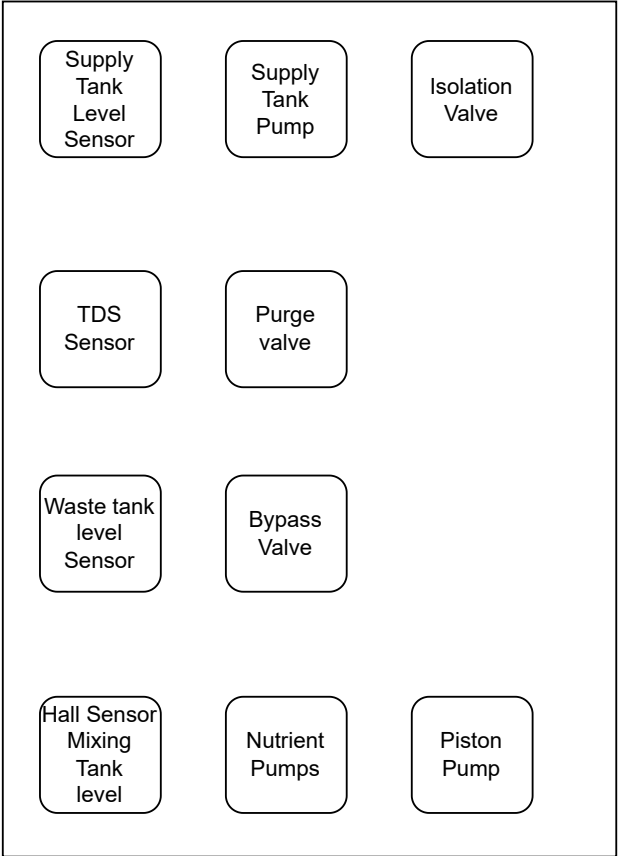 Supply
Tank
Level
Sensor
Supply
Tank
Pump
Isolation
Valve
TDS
Sensor
Purge
valve
Waste tank
level
Sensor
Bypass
Valve
Hall Sensor
Mixing
Tank
level
Nutrient
Pumps
Piston
Pump